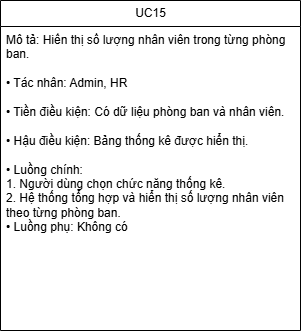 UC15
Mô tả: Hiển thị số lượng nhân viên trong từng phòng
ban.
• Tác nhân: Admin, HR
• Tiền điều kiện: Có dữ liệu phòng ban và nhân viên.
• Hậu điều kiện: Bảng thống kê được hiển thị.
• Luồng chính:
1. Người dùng chọn chức năng thống kê.
2. Hệ thống tổng hợp và hiển thị số lượng nhân viên
theo từng phòng ban.
• Luồng phụ: Không có